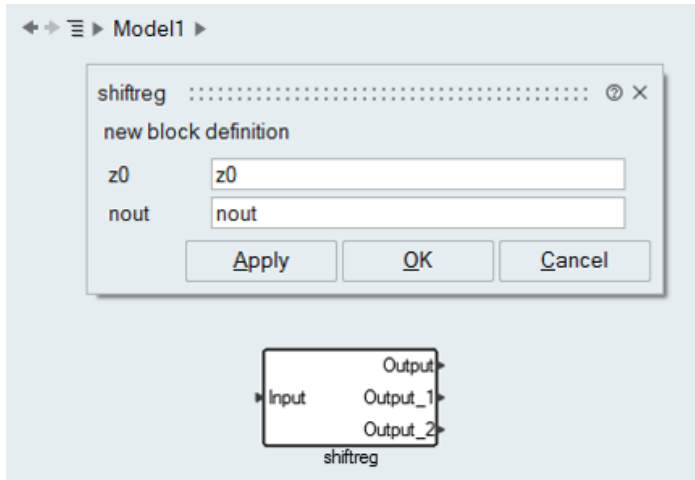 Model1
shiftreg
new block definition
z0 z0
nout nout
Apply OK Cancel
Output
Input Output_1
Output_2
shiftreg